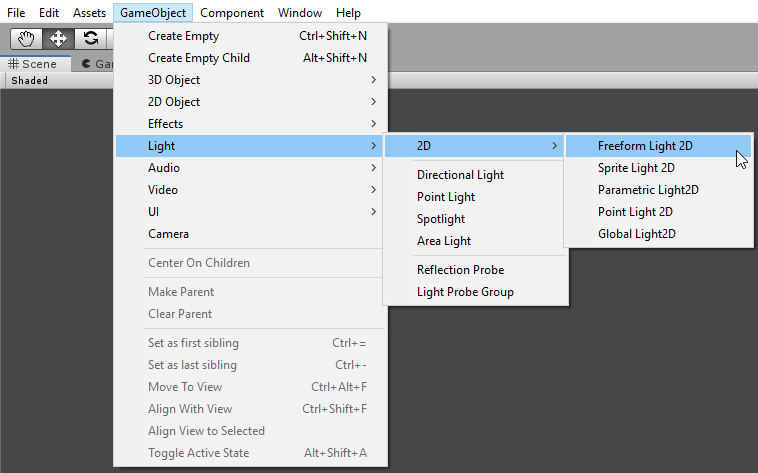 File Edit Assets GameObject Component Window Help
Scene
Shaded
Create Empty Ctrl+Shift+N
Create Empty Child Alt+Shift+N
3D Object
2D Object
Effects
Light
Audio
Video
UI
Camera
Center On Children
Make Parent
Clear Parent
Set as first sibling Ctrl+=
Set as last sibling Ctrl+-
Move To View Ctrl+Alt+F
Align With View Ctrl+Shift+F
Align View to Selected
Toggle Active State Alt+Shift+A
2D
Directional Light
Point Light
Spotlight
Area Light
Reflection Probe
Light Probe Group
Freeform Light 2D
Sprite Light 2D
Parametric Light2D
Point Light 2D
Global Light2D